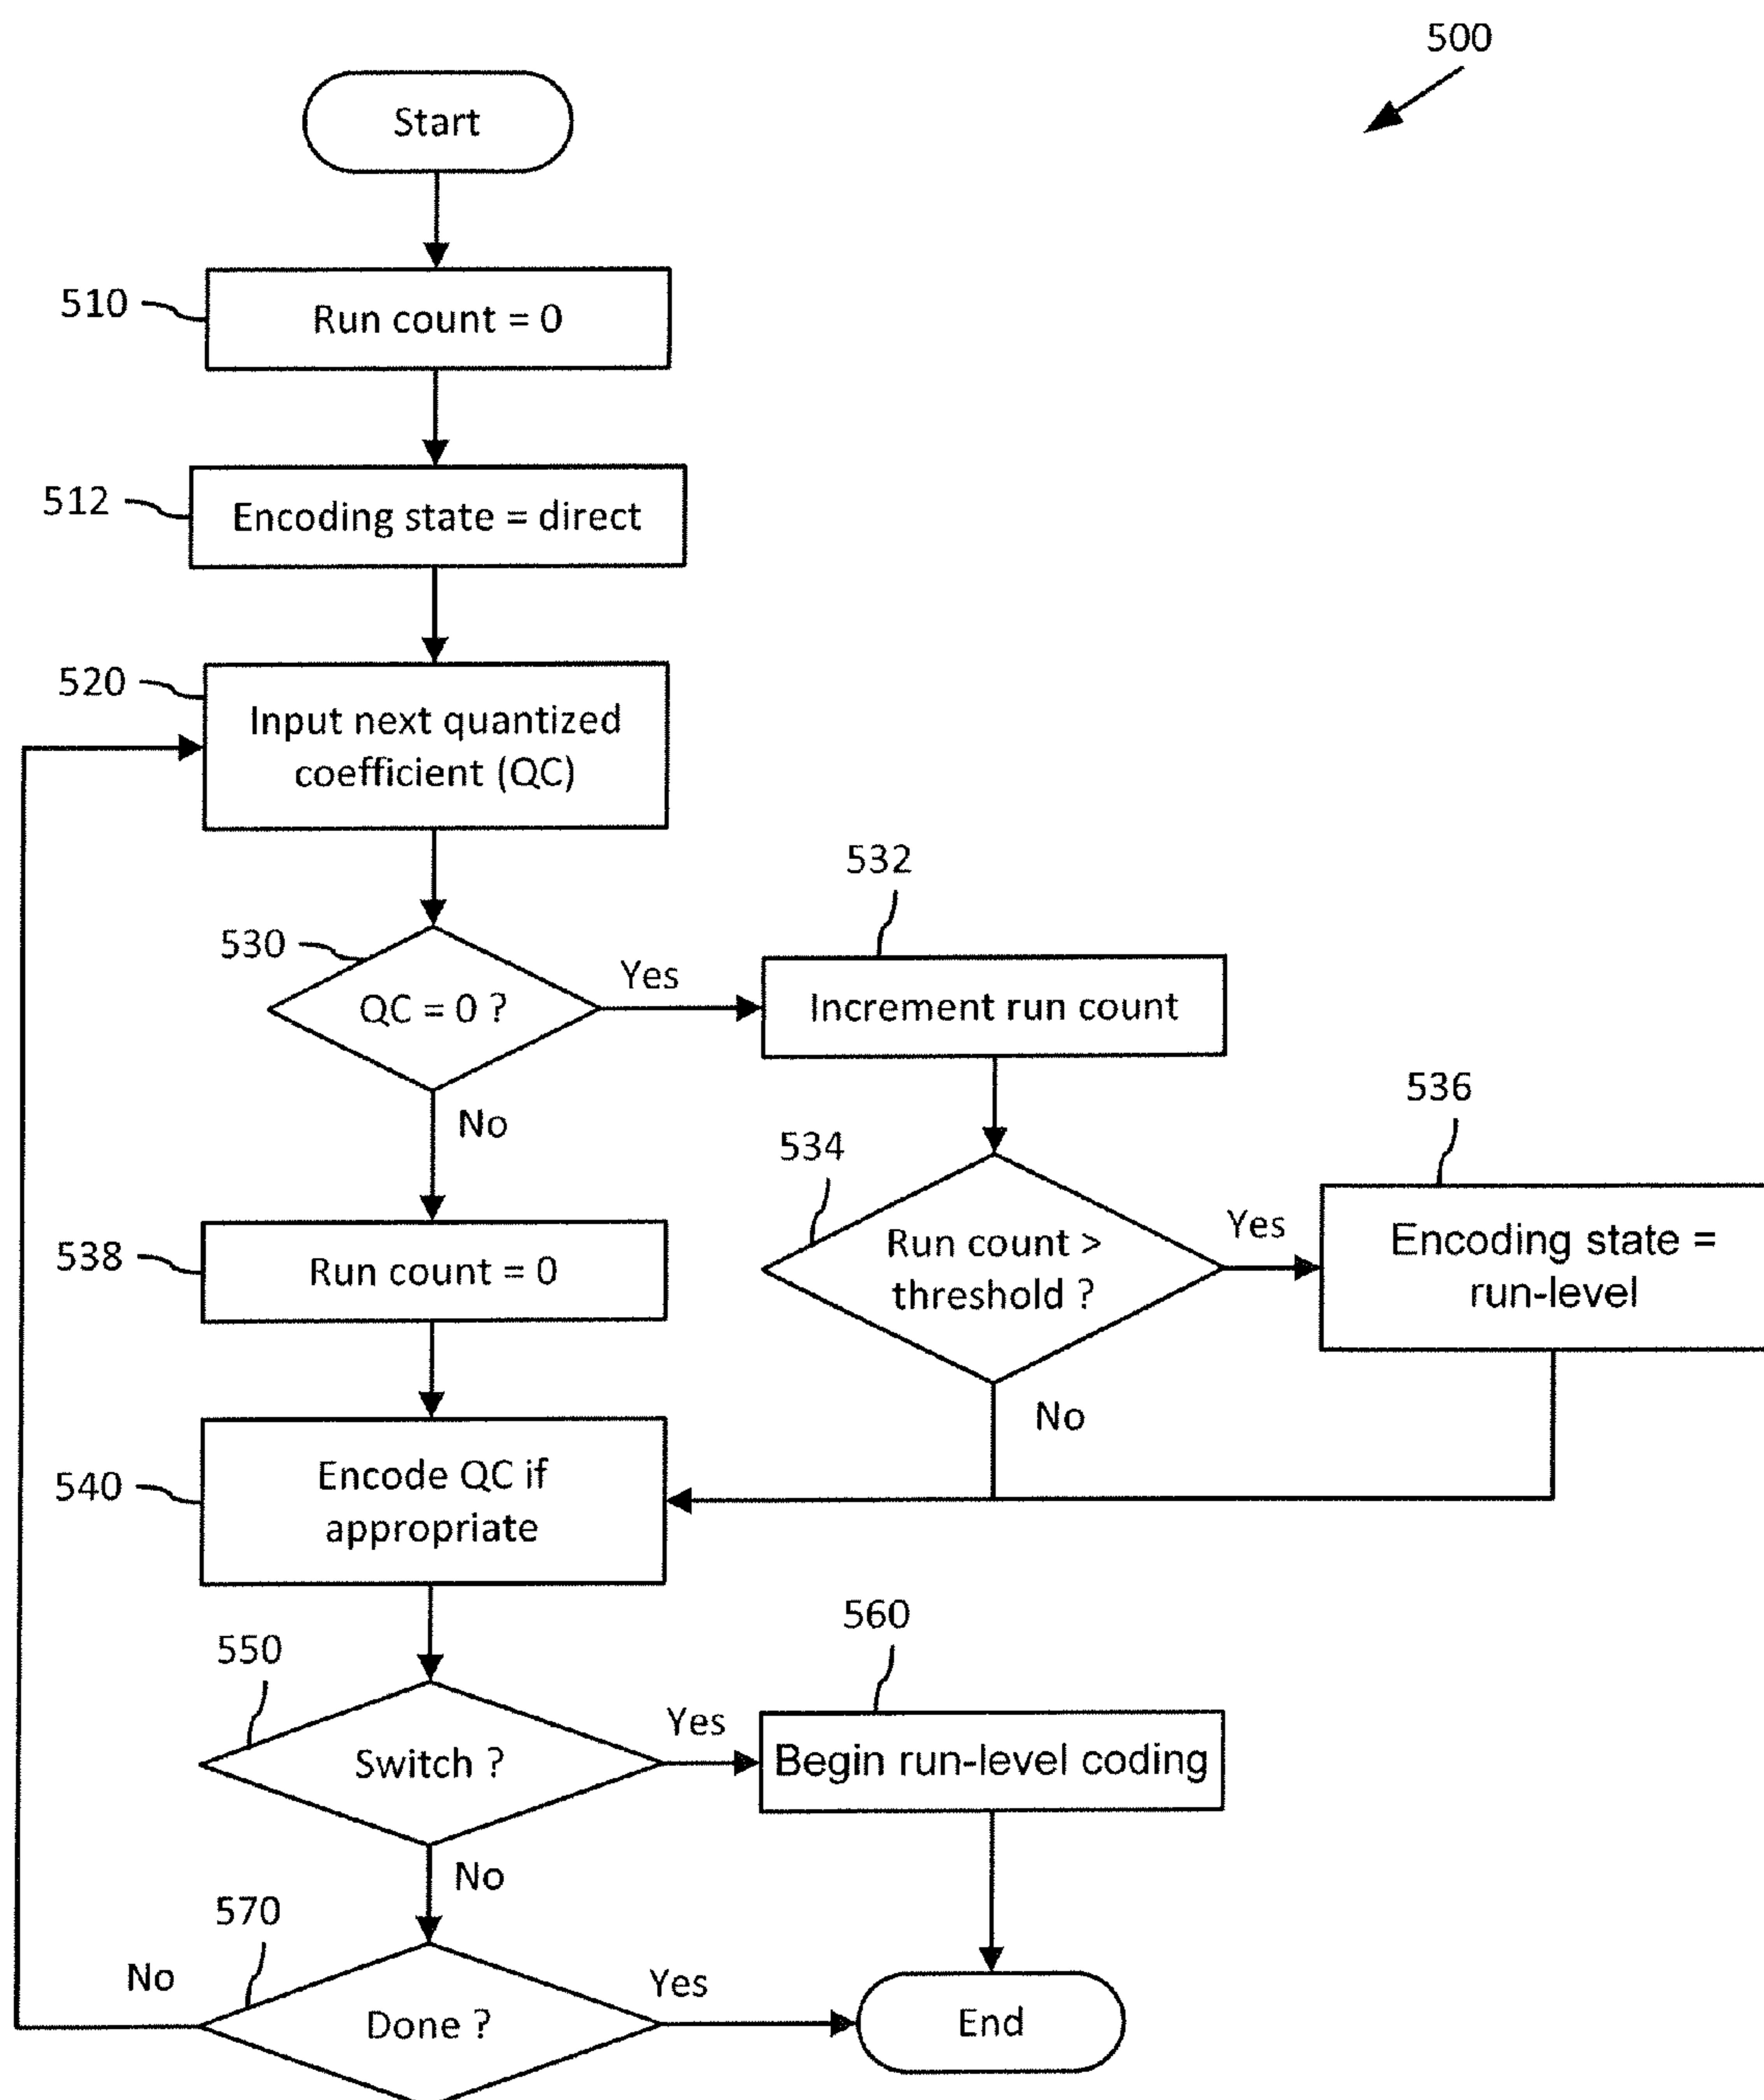 500
Start
510
Run count = 0
512
Encoding state = direct
520
Input next quantized
coefficient (QC)
532
530
QC = 0 ?
Yes
Increment run count
No
536
534
Run count >
threshold ?
Yes
Encoding state =
run-level
538
Run count = 0
No
540
Encode QC if
appropriate
560
550
Switch ?
Yes
Begin run-level coding
No
570
No
Done ?
Yes
End